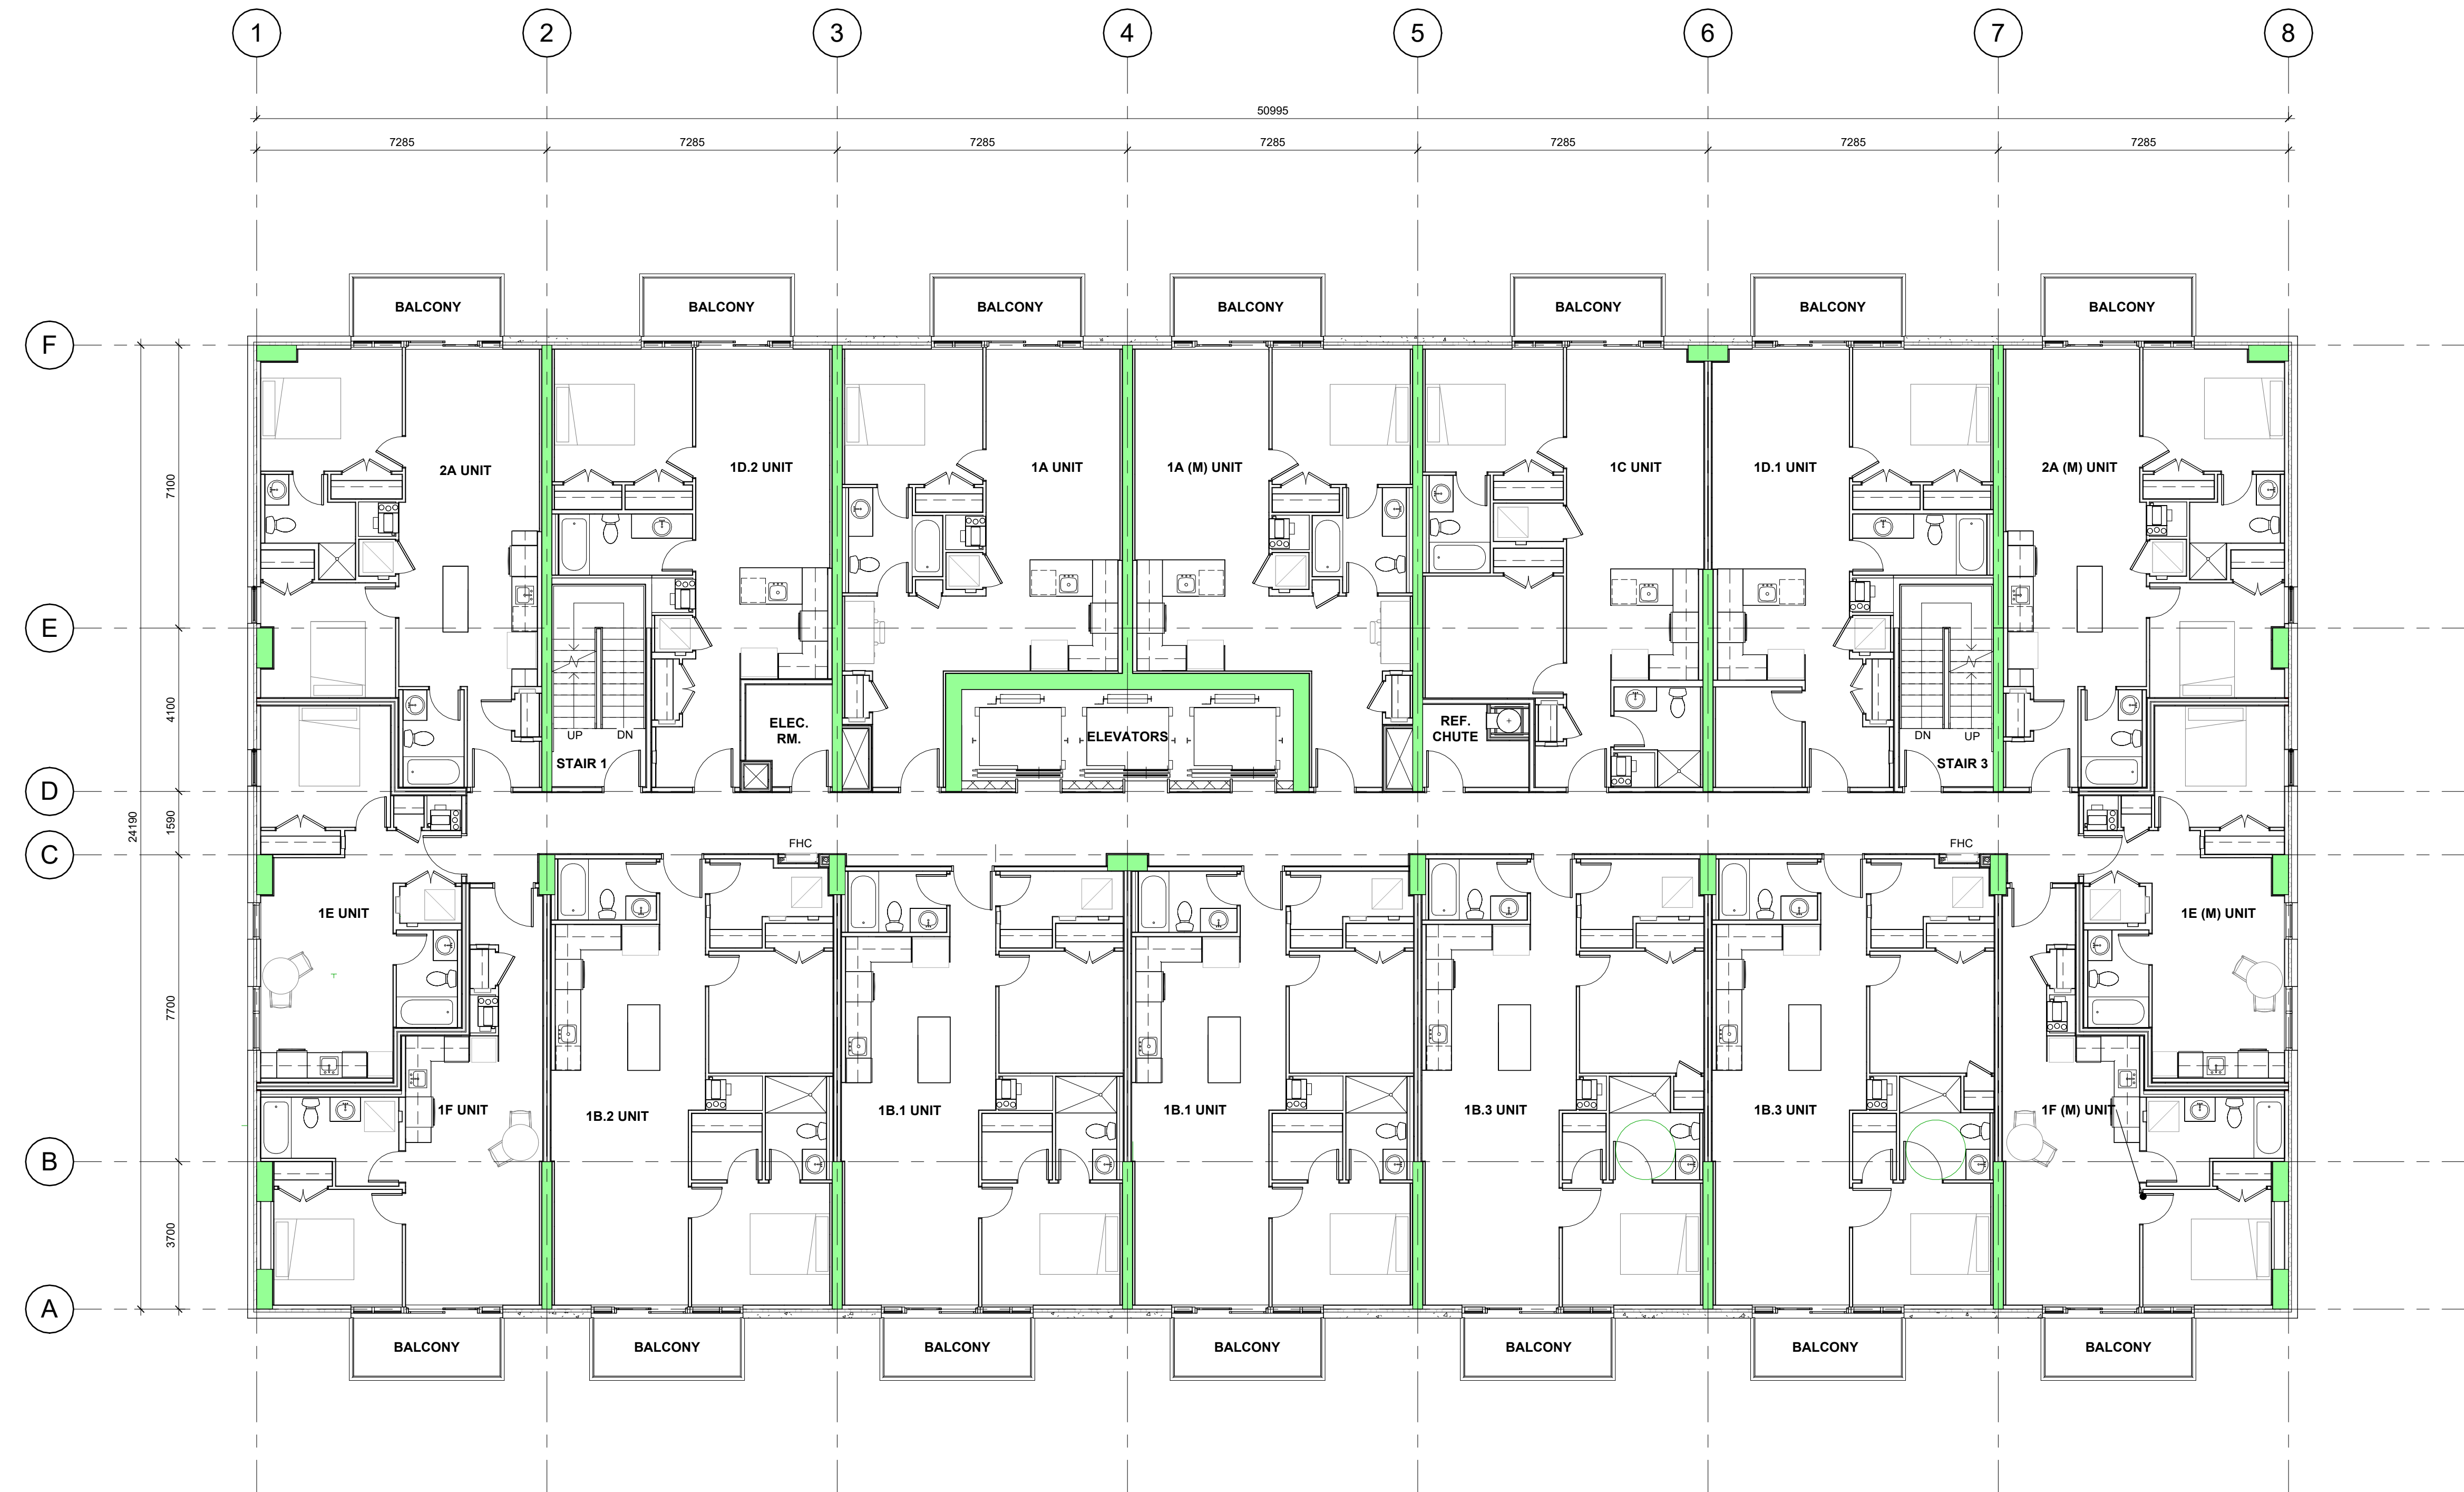 1 2 3 4 5 6 7 8
50995
7285 7285 7285 7285 7285 7285 7285
BALCONY BALCONY BALCONY BALCONY BALCONY BALCONY BALCONY
F
2A UNIT 1D.2 UNIT 1A UNIT 1A (M) UNIT 1C UNIT 1D.1 UNIT 2A (M) UNIT
7100
E
4100
UP DN
STAIR 1
ELEC.
RM.
ELEVATORS
REF.
CHUTE
DN UP
STAIR 3
D
24190
1590
C
FHC FHC
1E UNIT 1E (M) UNIT
7700
1F UNIT 1B.2 UNIT 1B.1 UNIT 1B.1 UNIT 1B.3 UNIT 1B.3 UNIT 1F (M) UNIT
B
3700
A
BALCONY BALCONY BALCONY BALCONY BALCONY BALCONY BALCONY